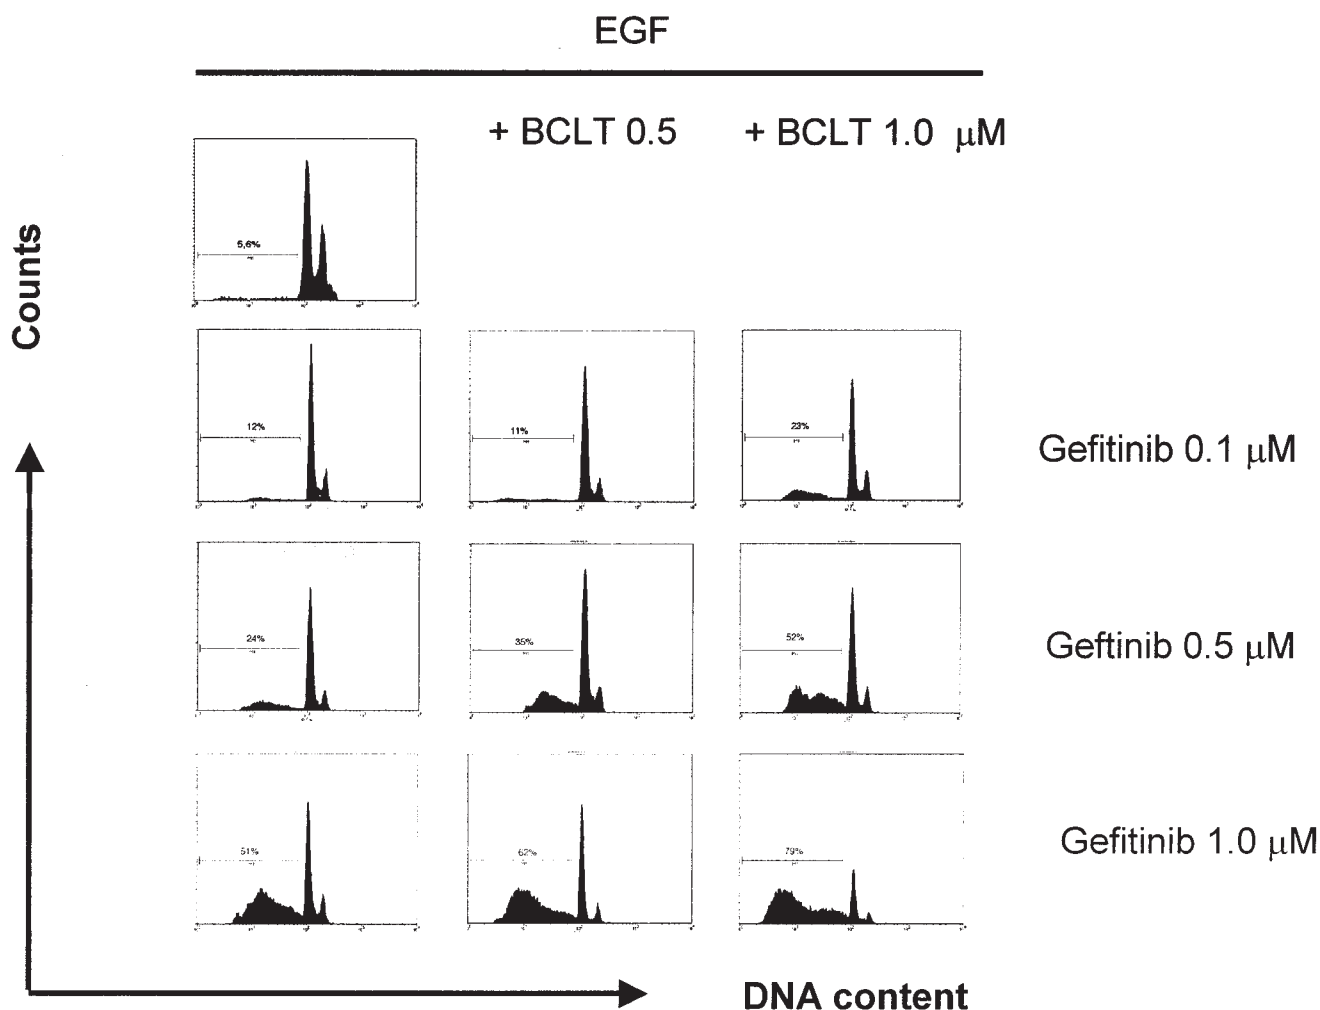 EGF
+ BCLT 0.5
+ BCLT 1.0 μM
Counts
5,6%
12%
11%
23%
Gefitinib 0.1 μM
24%
35%
52%
Geftinib 0.5 μM
51%
62%
79%
Gefitinib 1.0 μM
DNA content